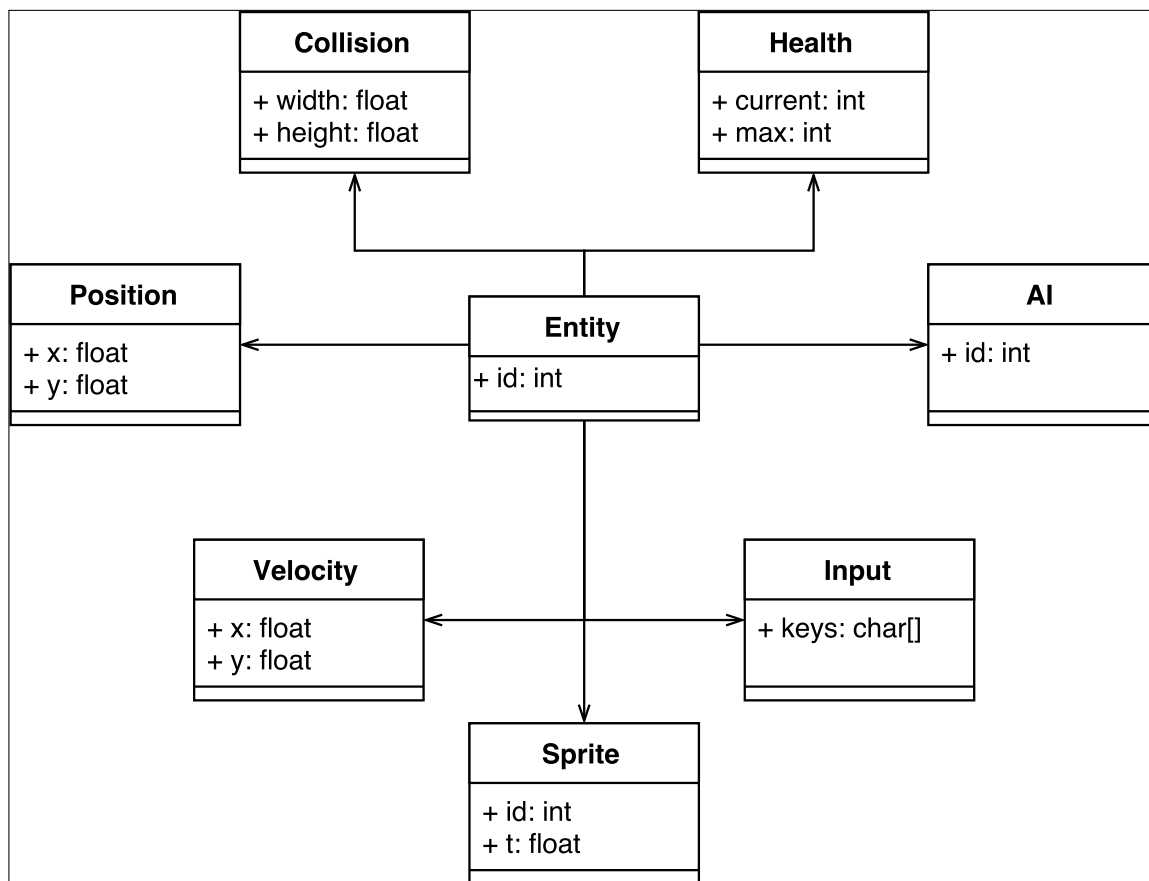 Collision
+ width: float
+ height: float
Health
+ current: int
+ max: int
Position
+ x: float
+ y: float
Entity
+ id: int
AI
+ id: int
Velocity
+ x: float
+ y: float
Input
+ keys: char[]
Sprite
+ id: int
+ t: float